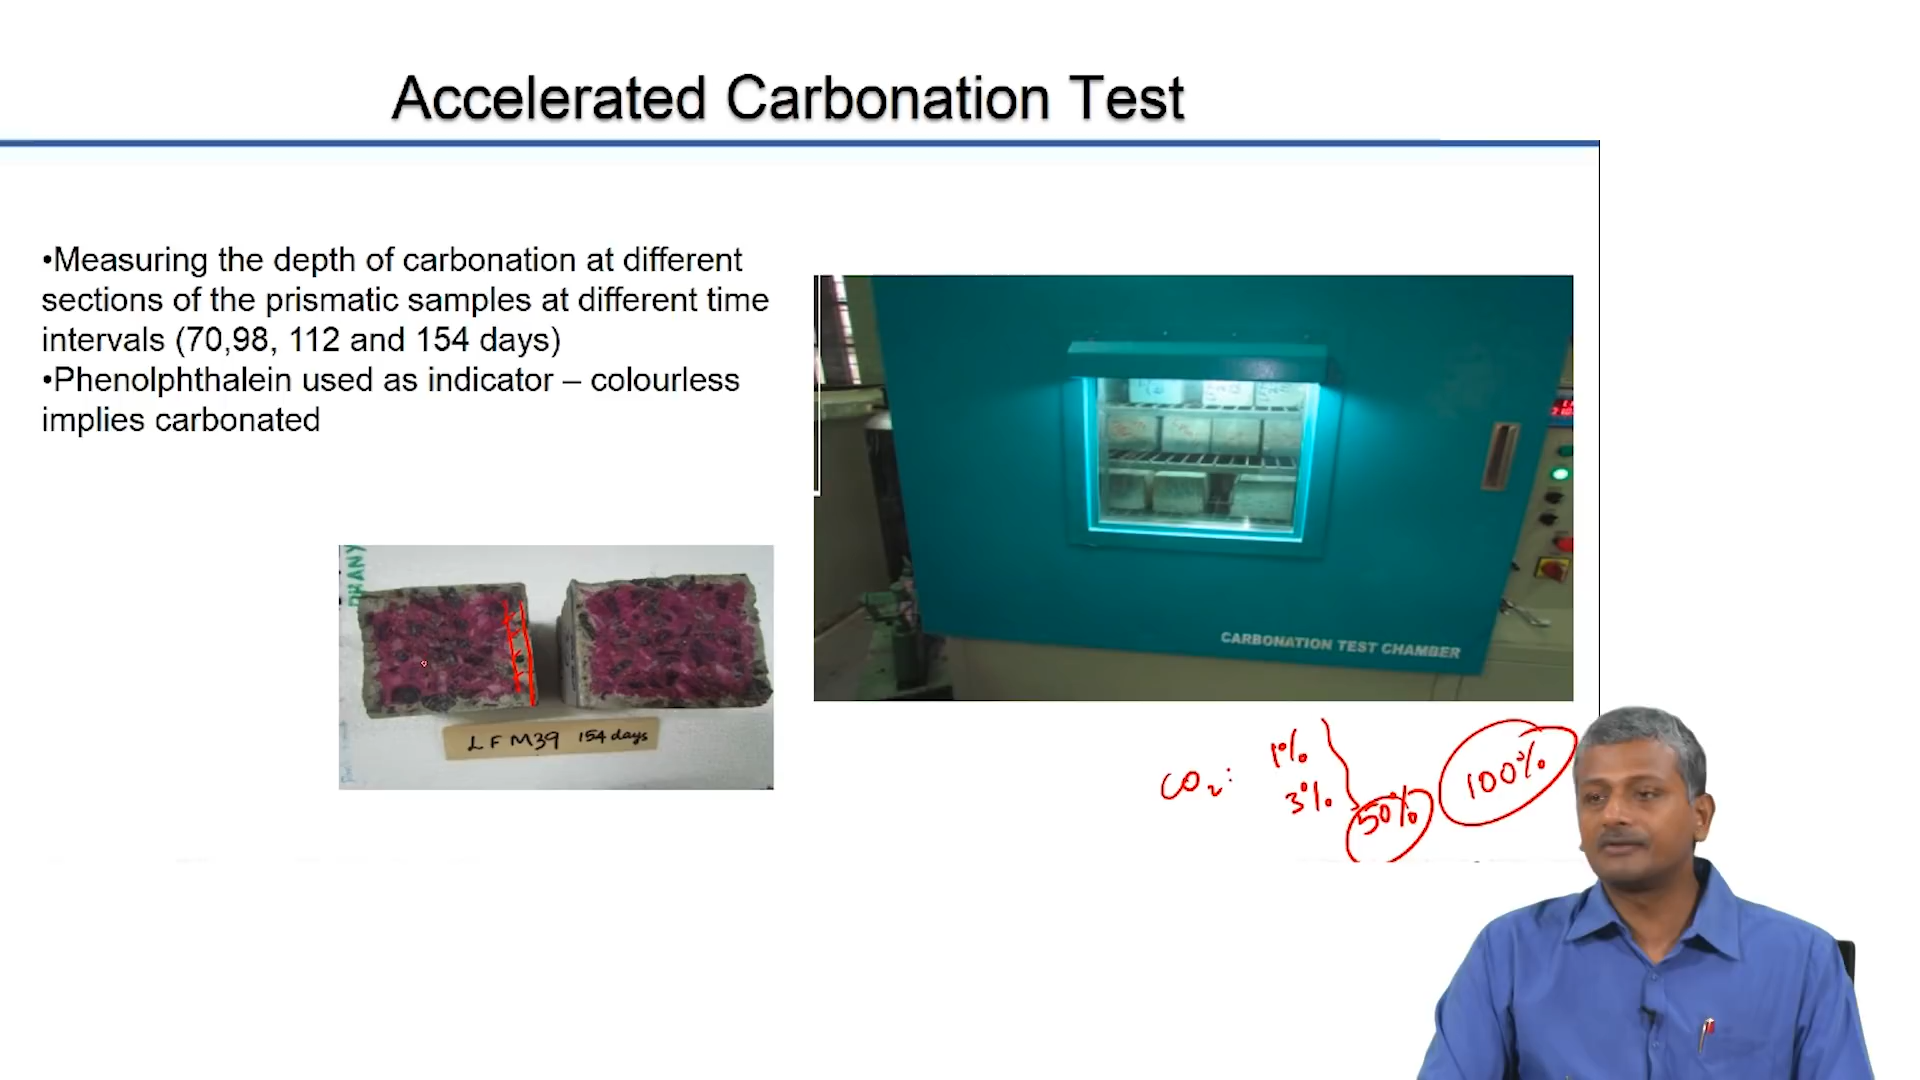 Accelerated Carbonation Test
•Measuring the depth of carbonation at different
sections of the prismatic samples at different time
intervals (70,98, 112 and 154 days)
•Phenolphthalein used as indicator – colourless
implies carbonated
CARBONATION TEST CHAMBER
LFM39 154 days
CO2: 1%
3%
50%
100%